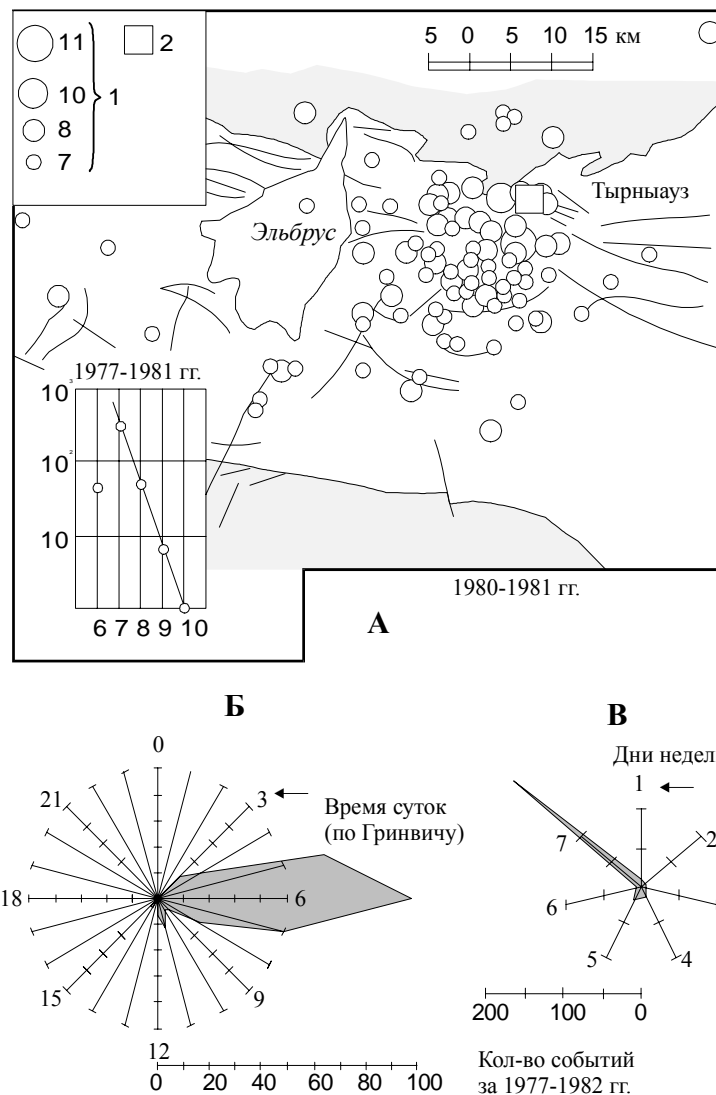 11
10
8
7
1
2
5 0 5 10 15 км
Тырныауз
Эльбрус
1977-1981 гг.
10³
10²
10
6 7 8 9 10
1980-1981 гг.
А
Б
0
3
6
9
12
15
18
21
Время суток
(по Гринвичу)
0 20 40 60 80 100
В
Дни недел
1
2
4
5
6
7
200 100 0
Кол-во событий
за 1977-1982 гг.